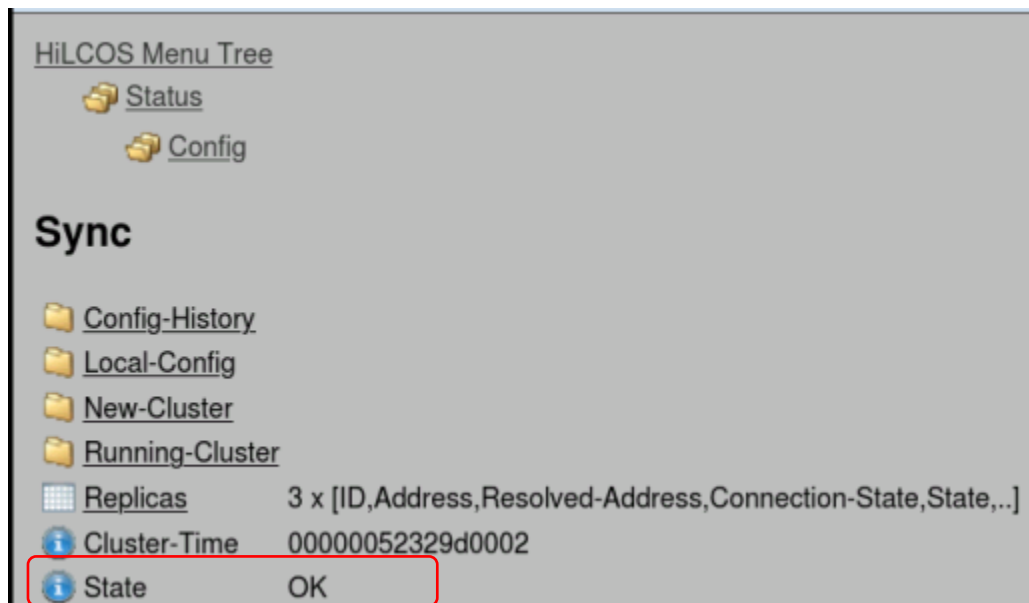 HiLCOS Menu Tree
Status
Config
Sync
Config-History
Local-Config
New-Cluster
Running-Cluster
Replicas 3 x [ID,Address,Resolved-Address,Connection-State,State,..]
Cluster-Time 00000052329d0002
State OK